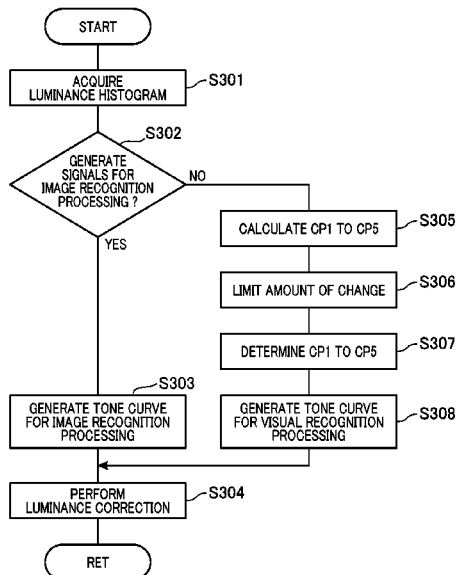 START
ACQUIRE
LUMINANCE HISTOGRAM
S301
S302
GENERATE
SIGNALS FOR
IMAGE RECOGNITION
PROCESSING ?
NO
YES
CALCULATE CP1 TO CP5
S305
LIMIT AMOUNT OF CHANGE
S306
DETERMINE CP1 TO CP5
S307
S303
GENERATE TONE CURVE
FOR IMAGE RECOGNITION
PROCESSING
GENERATE TONE CURVE
FOR VISUAL RECOGNITION
PROCESSING
S308
PERFORM
LUMINANCE CORRECTION
S304
RET